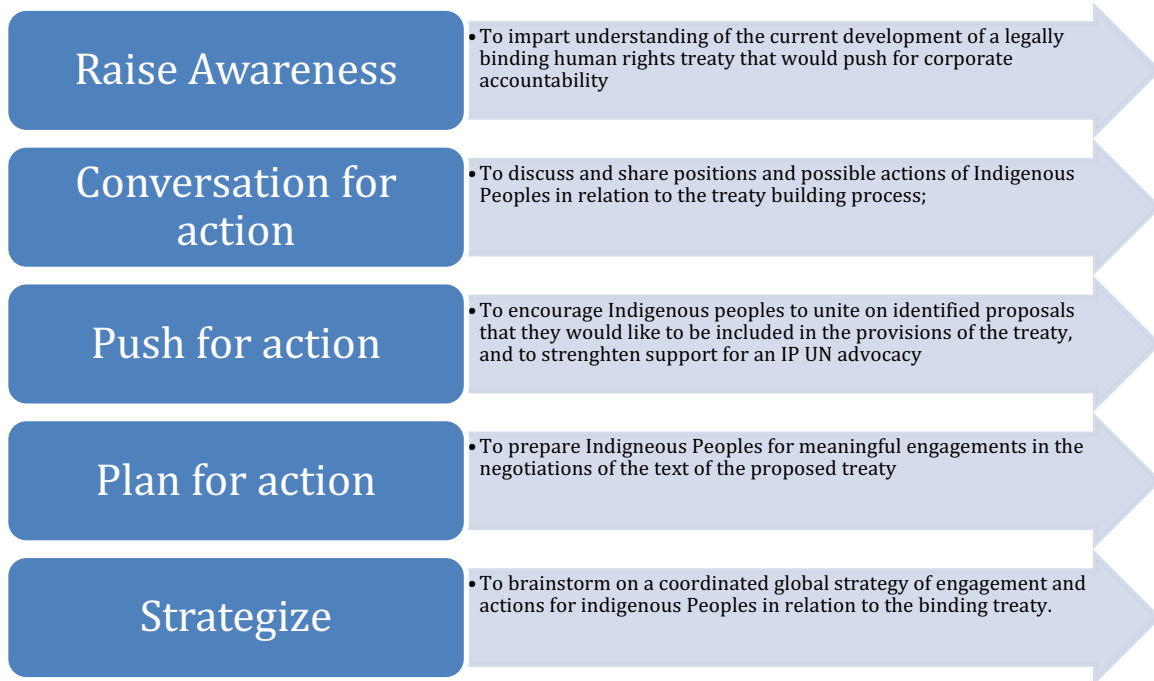 Raise Awareness
• To impart understanding of the current development of a legally
binding human rights treaty that would push for corporate
accountability
Conversation for
action
• To discuss and share positions and possible actions of Indigenous
Peoples in relation to the treaty building process;
Push for action
• To encourage Indigenous peoples to unite on identified proposals
that they would like to be included in the provisions of the treaty,
and to strenghten support for an IP UN advocacy
Plan for action
• To prepare Indigneous Peoples for meaningful engagements in the
negotiations of the text of the proposed treaty
Strategize
• To brainstorm on a coordinated global strategy of engagement and
actions for indigenous Peoples in relation to the binding treaty.